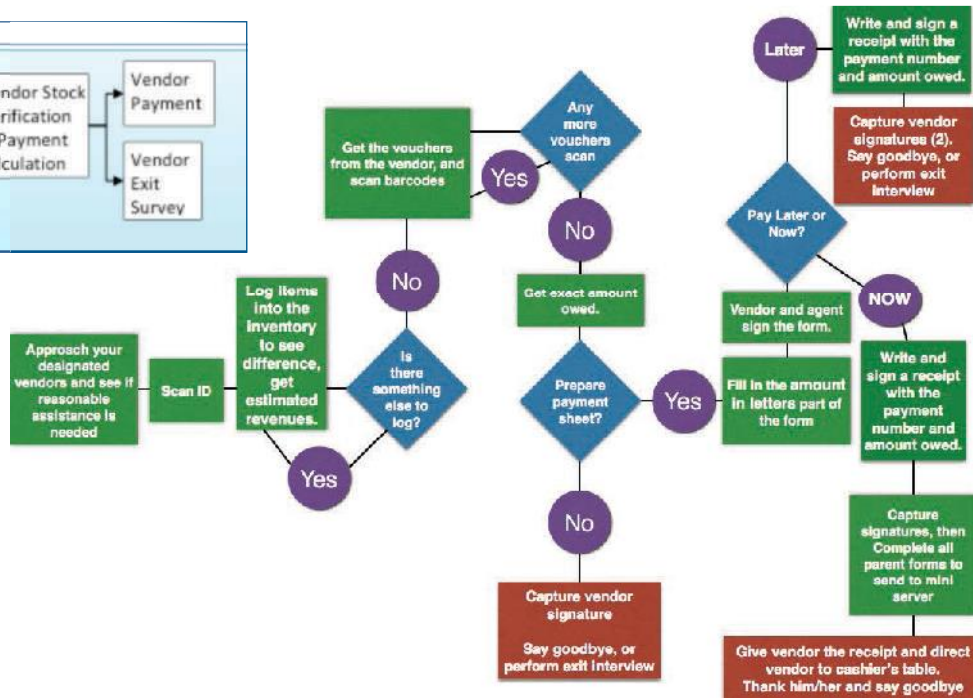 ndor Stock
rification
Payment
lculation
Vendor
Payment
Vendor
Exit
Survey
Approach your
designated
vendors and see if
reasonable
assistance is
needed
Scan ID
Log items
into the
inventory
to see
difference,
get
estimated
revenues.
Yes
Is
there
something
else to
log?
No
Get the vouchers
from the vendor, and
scan barcodes
Yes
Any
more
vouchers
scan
No
Get exact amount
owed.
Prepare
payment
sheet?
No
Capture vendor
signature
Say goodbye, or
perform exit interview
Yes
Fill in the amount
in letters part of
the form
Vendor and agent
sign the form.
Pay Later or
Now?
Later
Write and sign a
receipt with the
payment number
and amount owed.
Capture vendor
signatures (2).
Say goodbye, or
perform exit
interview
NOW
Write and
sign a receipt
with the
payment
number and
amount owed.
Capture
signatures, then
Complete all
parent forms to
send to mini
server
Give vendor the receipt and direct
vendor to cashier's table.
Thank him/her and say goodbye